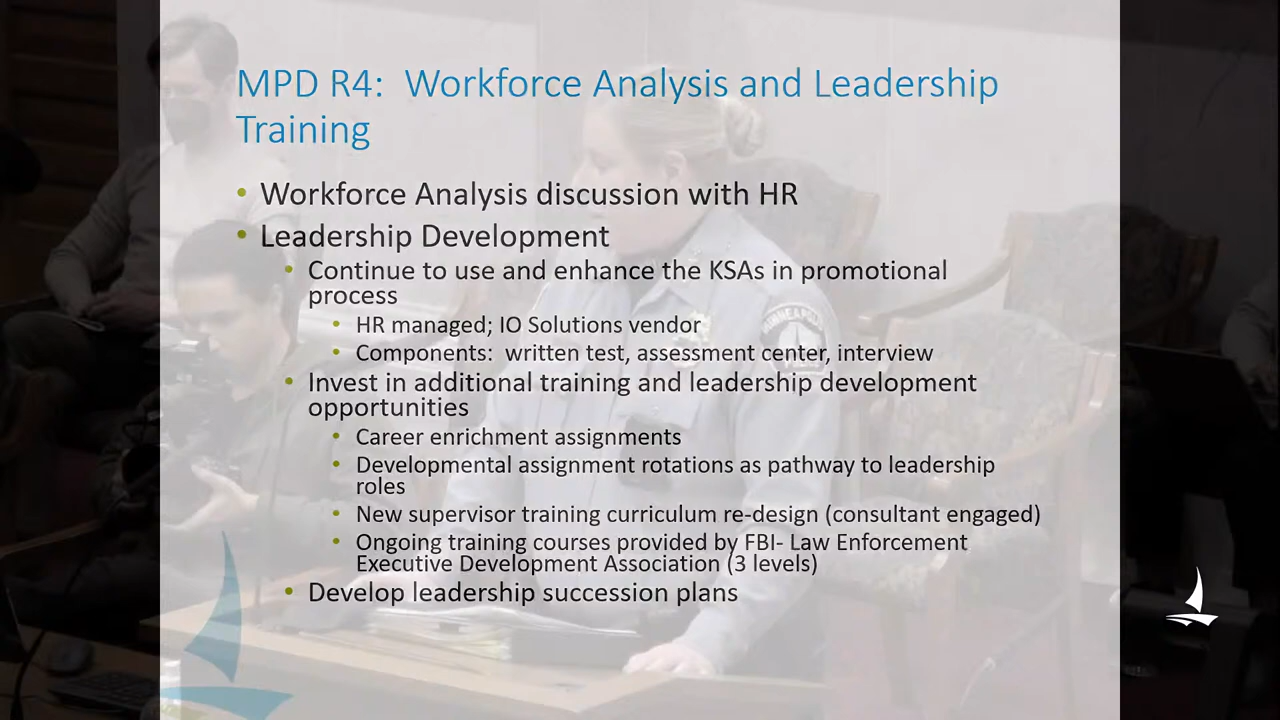 MPD R4: Workforce Analysis and Leadership
Training
• Workforce Analysis discussion with HR
• Leadership Development
• Continue to use and enhance the KSAs in promotional
process
• HR managed; IO Solutions vendor
• Components: written test, assessment center, interview
• Invest in additional training and leadership development
opportunities
• Career enrichment assignments
• Developmental assignment rotations as pathway to leadership
roles
• New supervisor training curriculum re-design (consultant engaged)
• Ongoing training courses provided by FBI- Law Enforcement
Executive Development Association (3 levels)
• Develop leadership succession plans